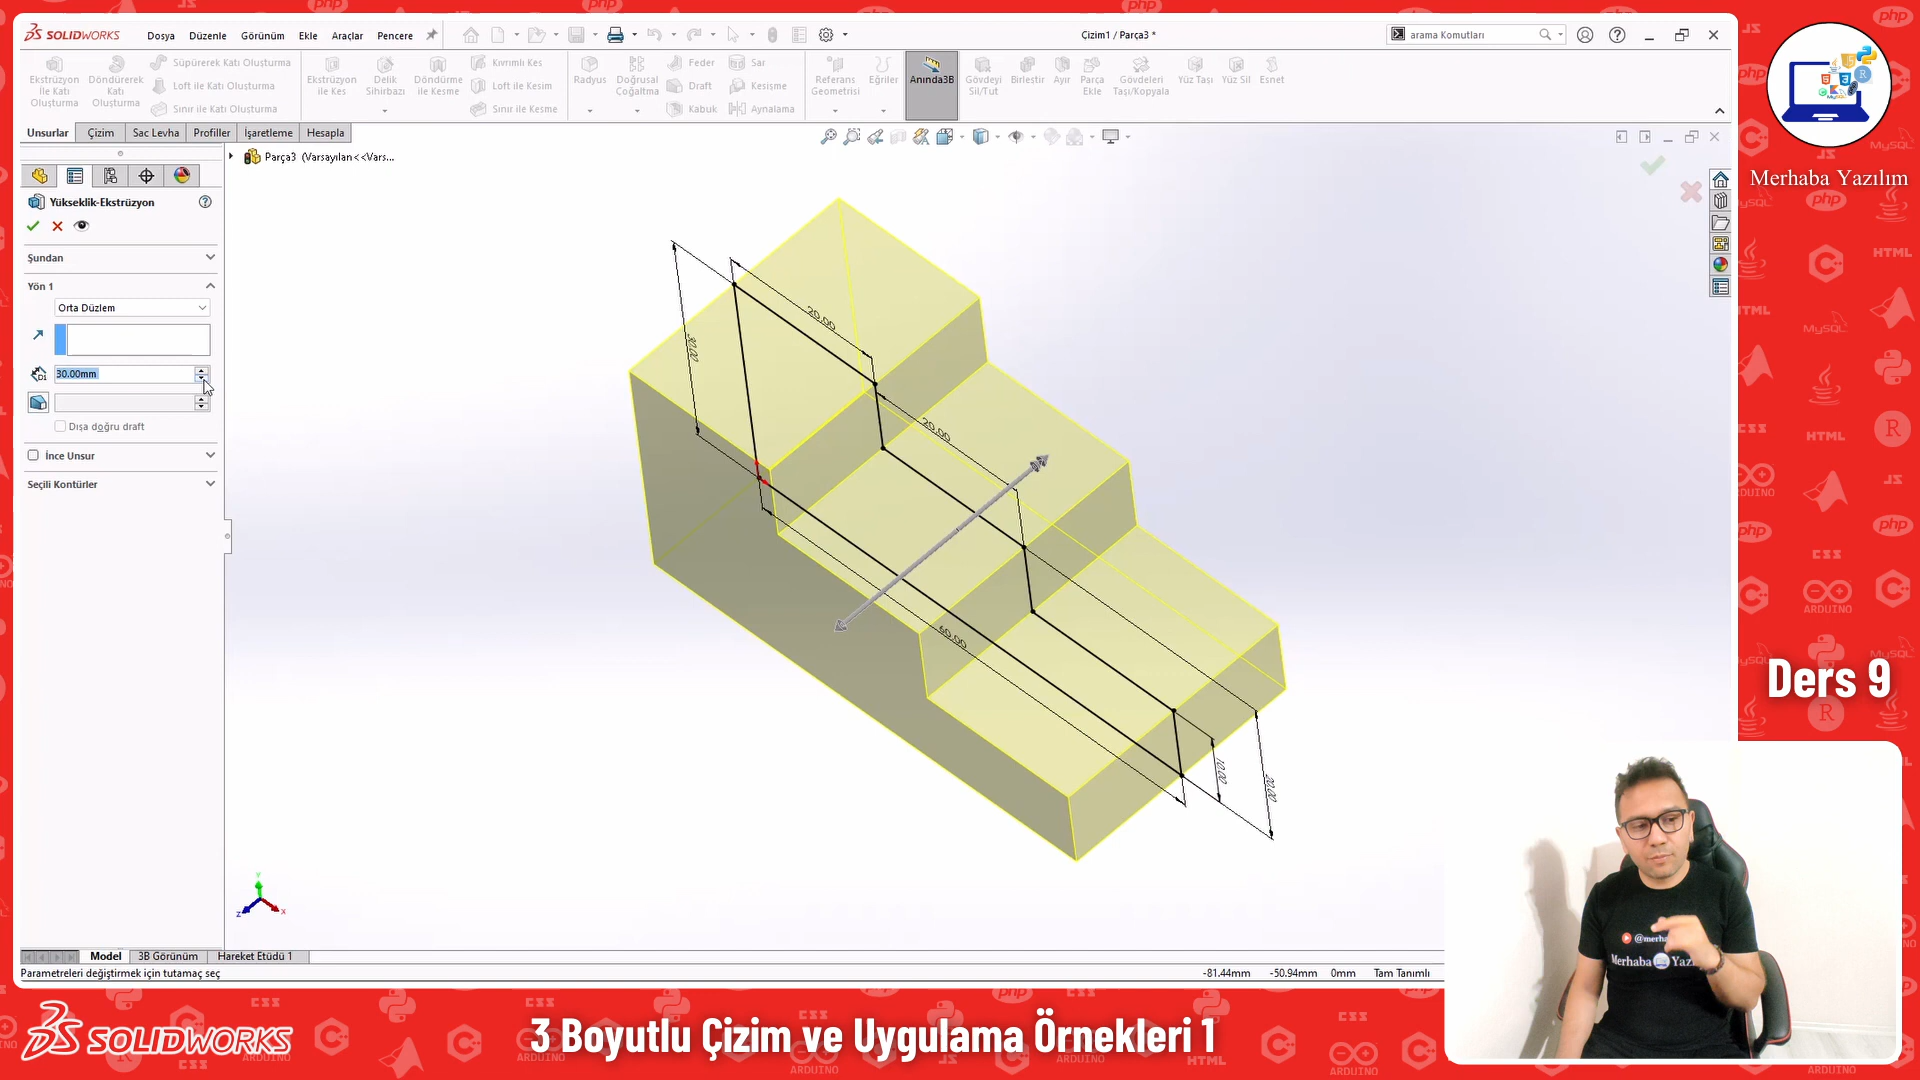 SOLIDWORKS
Dosya Düzenle Görünüm Ekle Araçlar Pencere
Çizim1 / Parça3 *
arama Komutları
Ekstrüzyon ile Katı Oluşturma
Döndürerek Katı Oluşturma
Süpürerek Katı Oluşturma
Loft ile Katı Oluşturma
Sınır ile Katı Oluşturma
Ekstrüzyon ile Kes
Delik Sihirbazı
Döndürme ile Kesme
Kıvrımlı Kes
Loft ile Kesim
Sınır ile Kesme
Radyus
Doğrusal Çoğaltma
Feder
Draft
Kabuk
Sar
Kesişme
Aynalama
Referans Geometrisi
Eğriler
Anında3B
Gövdeyi Sil/Tut
Birleştir
Ayır
Parça Ekle
Gövdeleri Taşı/Kopyala
Yüz Taşı
Yüz Sil
Esnet
Unsurlar Çizim Sac Levha Profiller İşaretleme Hesapla
Parça3 (Varsayılan<<Vars...
Yükseklik-Ekstrüzyon
Şundan
Yön 1
Orta Düzlem
D1
30.00mm
Dışa doğru draft
İnce Unsur
Seçili Kontürler
30.00
20.00
20.00
60.00
10.00
20.00
Y
Z
X
Model 3B Görünüm Hareket Etüdü 1
Parametreleri değiştirmek için tutamaç seç
-81.44mm -50.94mm 0mm Tam Tanımlı
Merhaba Yazılım
Ders 9
@merha
Merhaba Yazı
SOLIDWORKS
3 Boyutlu Çizim ve Uygulama Örnekleri 1